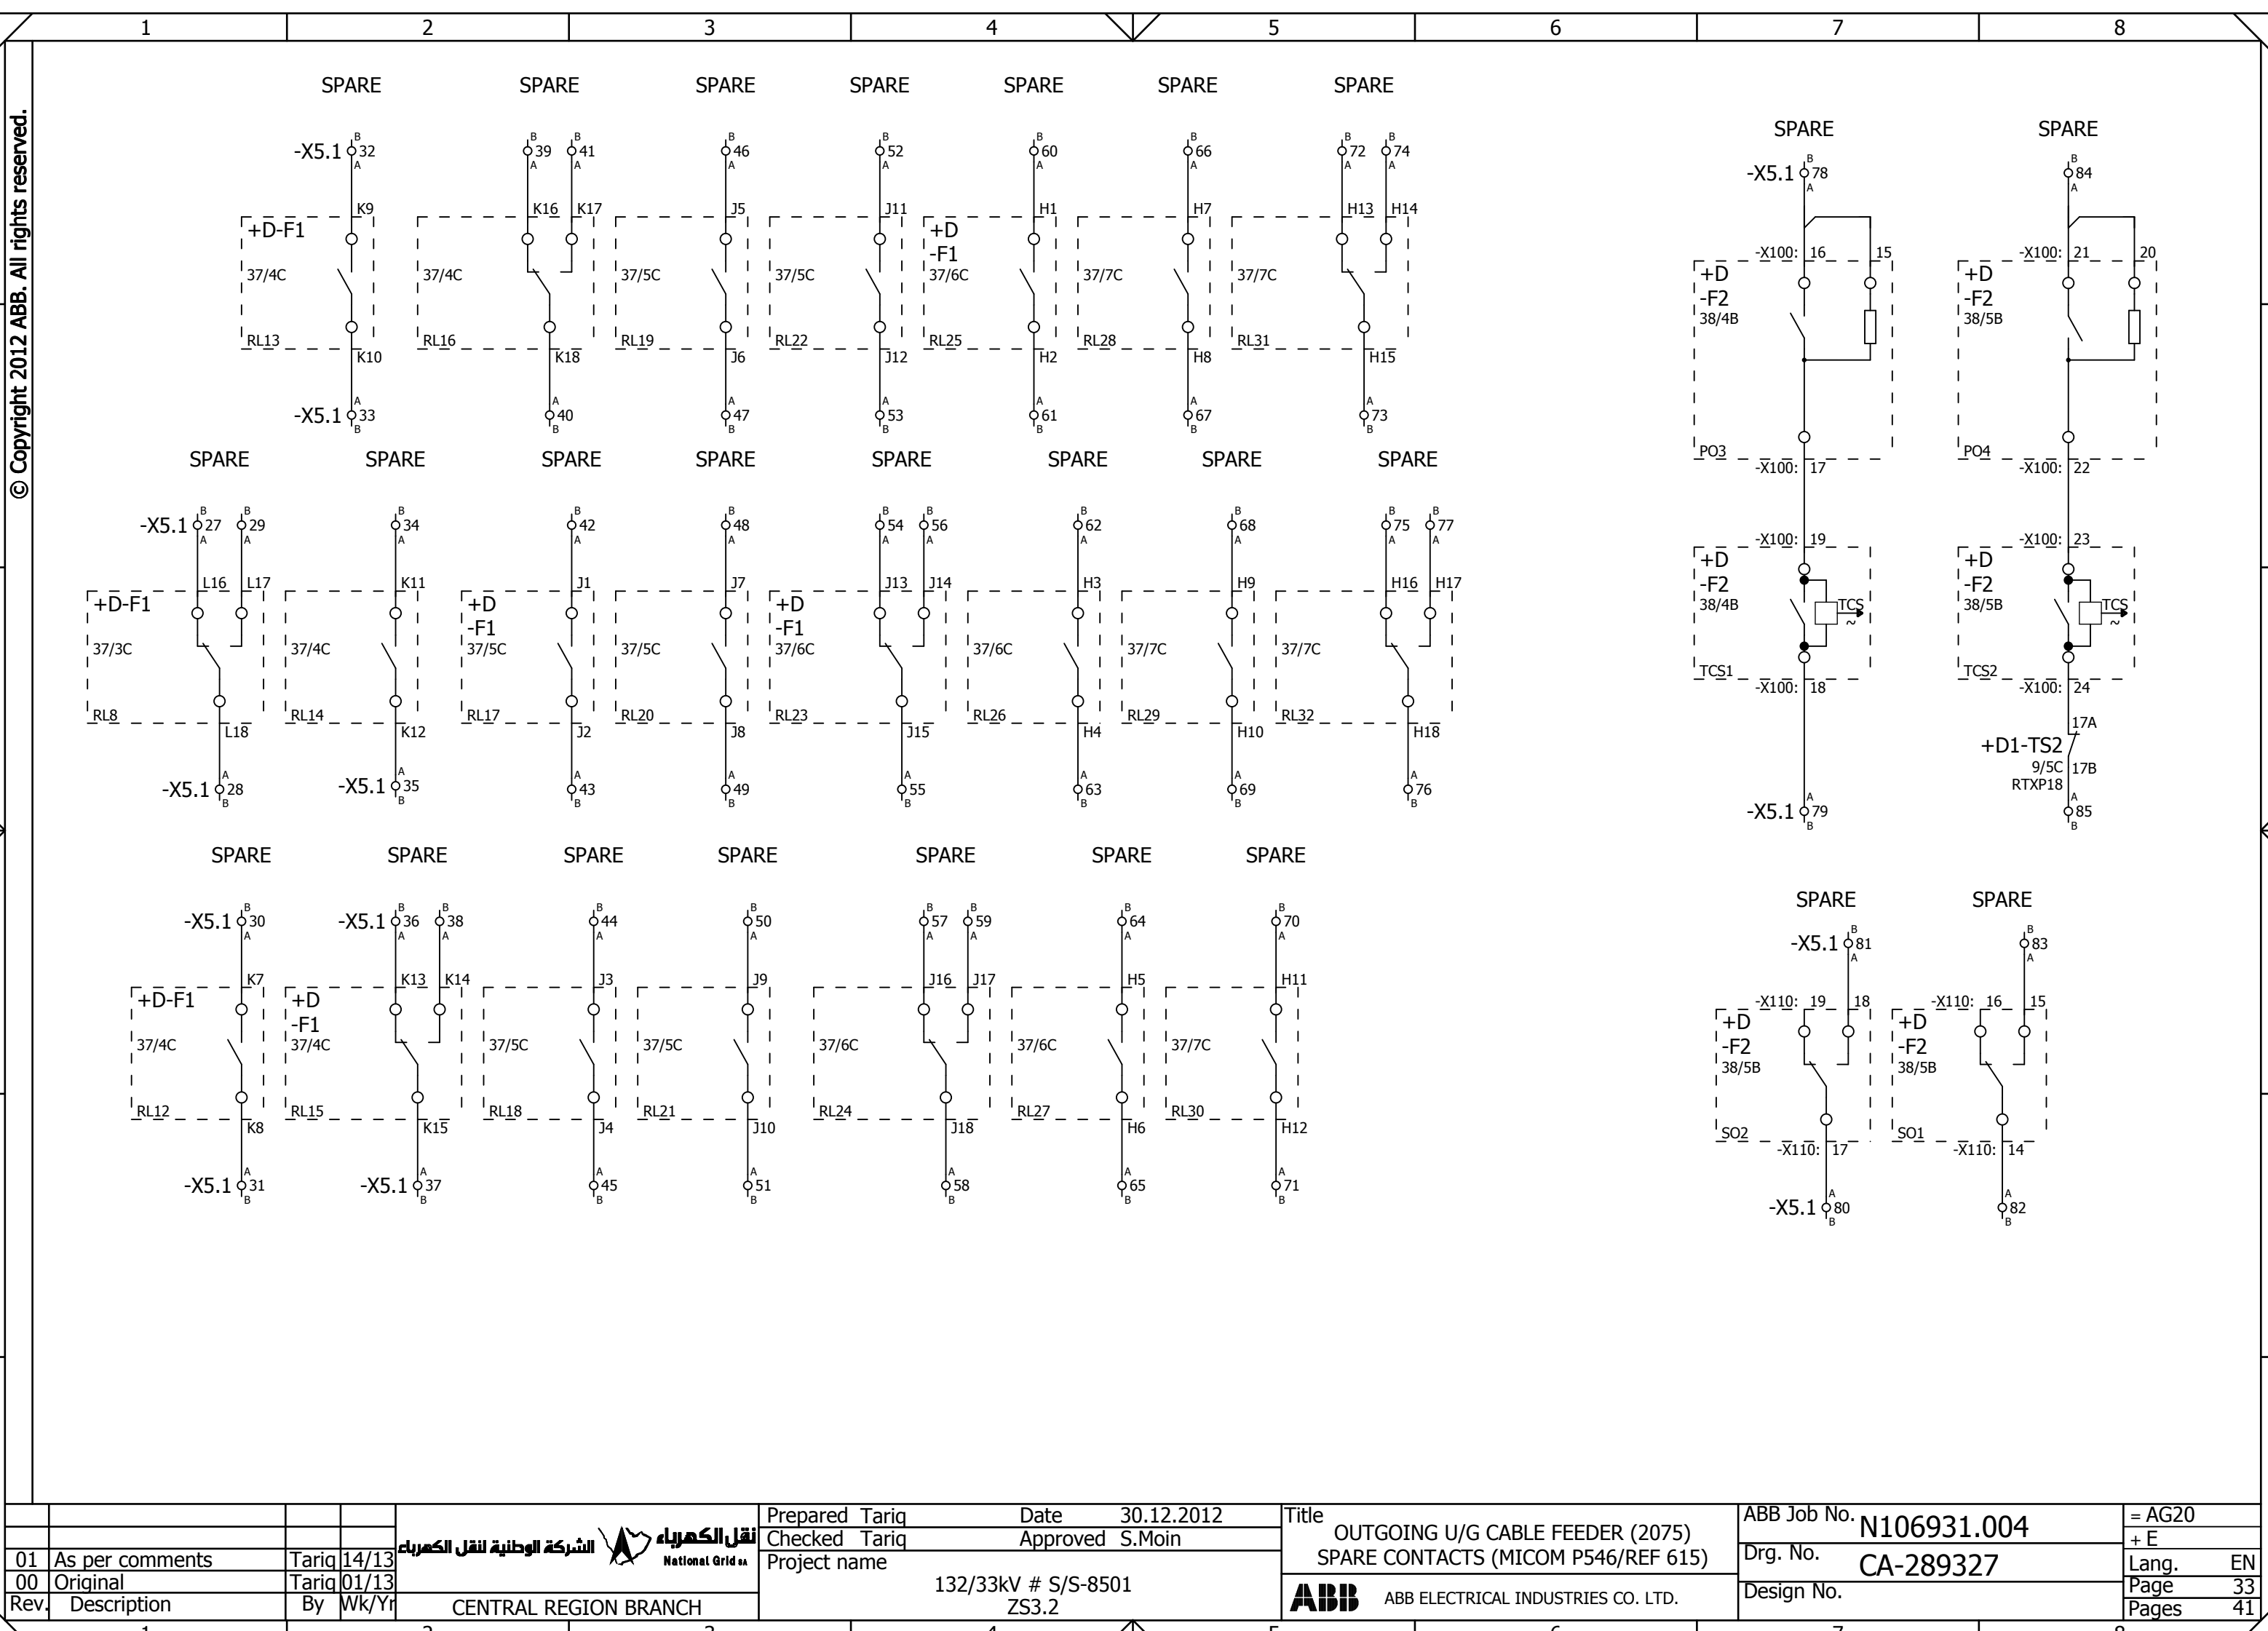 1 2 3 4 5 6 7 8
© Copyright 2012 ABB. All rights reserved.
SPARE SPARE SPARE SPARE SPARE SPARE SPARE
B B B B B B B B B
-X5.1 32 39 41 46 52 60 66 72 74
A A A A A A A A A
K9 K16 K17 J5 J11 H1 H7 H13 H14
+D-F1 +D
-F1
37/4C 37/4C 37/5C 37/5C 37/6C 37/7C 37/7C
RL13 RL16 RL19 RL22 RL25 RL28 RL31
K10 K18 J6 J12 H2 H8 H15
A A A A A A A
-X5.1 33 40 47 53 61 67 73
B B B B B B B
SPARE SPARE SPARE SPARE SPARE SPARE SPARE SPARE
B B B B B B B B B B B
-X5.1 27 29 34 42 48 54 56 62 68 75 77
A A A A A A A A A A A
L16 L17 K11 J1 J7 J13 J14 H3 H9 H16 H17
+D-F1 +D +D
-F1 -F1
37/3C 37/4C 37/5C 37/5C 37/6C 37/6C 37/7C 37/7C
RL8 RL14 RL17 RL20 RL23 RL26 RL29 RL32
L18 K12 J2 J8 J15 H4 H10 H18
A A A A A A A A
-X5.1 28 -X5.1 35 43 49 55 63 69 76
B B B B B B B B
SPARE SPARE SPARE SPARE SPARE SPARE SPARE
B B B B B B B B B
-X5.1 30 -X5.1 36 38 44 50 57 59 64 70
A A A A A A A A A
K7 K13 K14 J3 J9 J16 J17 H5 H11
+D-F1 +D
-F1
37/4C 37/4C 37/5C 37/5C 37/6C 37/6C 37/7C
RL12 RL15 RL18 RL21 RL24 RL27 RL30
K8 K15 J4 J10 J18 H6 H12
A A A A A A A
-X5.1 31 -X5.1 37 45 51 58 65 71
B B B B B B B
SPARE SPARE
B B
-X5.1 78 84
A A
-X100: 16 15 -X100: 21 20
+D +D
-F2 -F2
38/4B 38/5B
PO3 PO4
-X100: 17 -X100: 22
-X100: 19 -X100: 23
+D +D
-F2 -F2
38/4B TCS 38/5B TCS
~ ~
TCS1 TCS2
-X100: 18 -X100: 24
17A
+D1-TS2
9/5C 17B
RTXP18
A A
-X5.1 79 85
B B
SPARE SPARE
B B
-X5.1 81 83
A A
-X110: 19 18 -X110: 16 15
+D +D
-F2 -F2
38/5B 38/5B
SO2 SO1
-X110: 17 -X110: 14
A A
-X5.1 80 82
B B
01 As per comments Tariq 14/13
00 Original Tariq 01/13
Rev. Description By Wk/Yr
الشركة الوطنية لنقل الكهرباء
نقل الكهرباء
National Grid SA
CENTRAL REGION BRANCH
Prepared Tariq Date 30.12.2012
Checked Tariq Approved S.Moin
Project name
132/33kV # S/S-8501
ZS3.2
Title
OUTGOING U/G CABLE FEEDER (2075)
SPARE CONTACTS (MICOM P546/REF 615)
ABB ABB ELECTRICAL INDUSTRIES CO. LTD.
ABB Job No. N106931.004
Drg. No. CA-289327
Design No.
= AG20
+ E
Lang. EN
Page 33
Pages 41
1 2 3 4 5 6 7 8